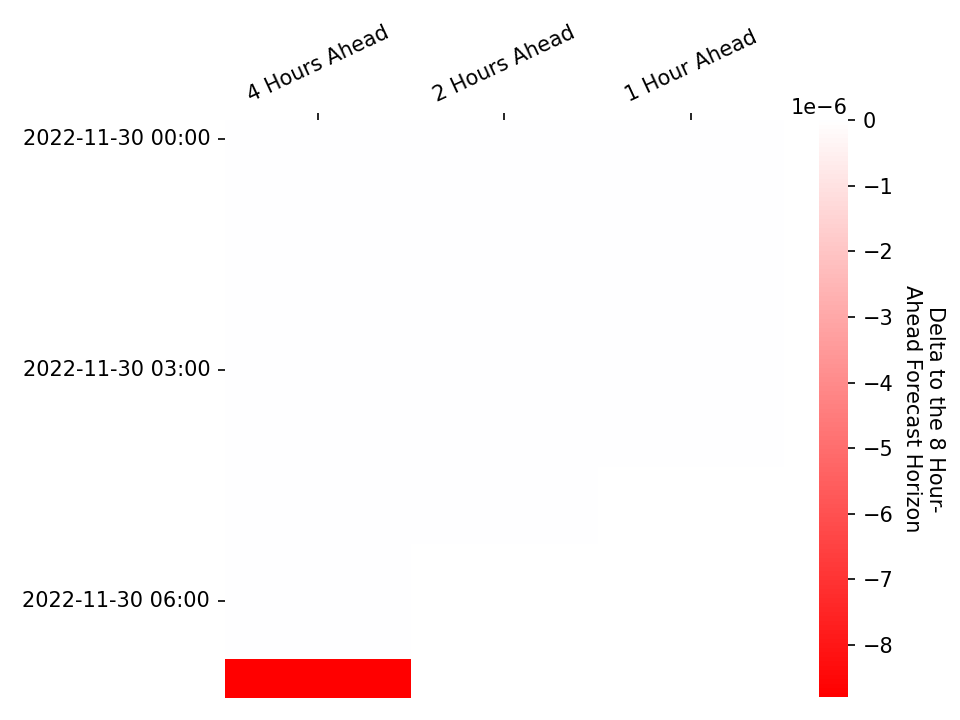 4 Hours Ahead
2 Hours Ahead
1 Hour Ahead
1e−6
2022-11-30 00:00
2022-11-30 03:00
2022-11-30 06:00
0
−1
−2
−3
−4
−5
−6
−7
−8
Delta to the 8 Hour-
Ahead Forecast Horizon